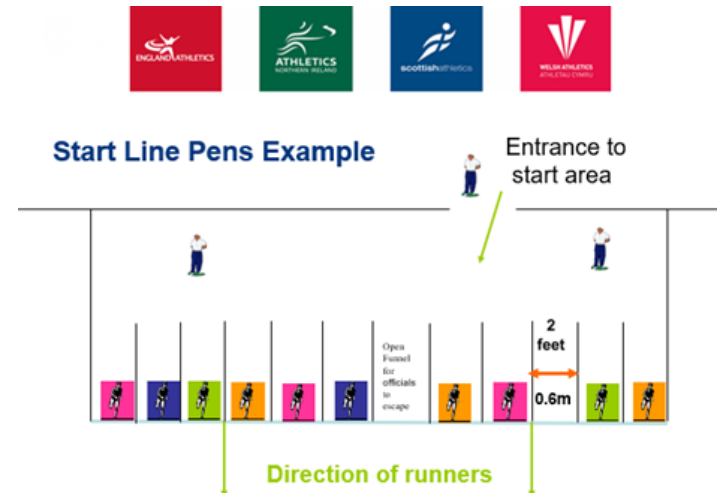 ENGLAND ATHLETICS
ATHLETICS
NORTHERN IRELAND
scottishathletics
WELSH ATHLETICS
ATHLETAU CYMRU
Start Line Pens Example
Entrance to
start area
2
feet
0.6m
Open
Funnel
for
officials
to
escape
Direction of runners